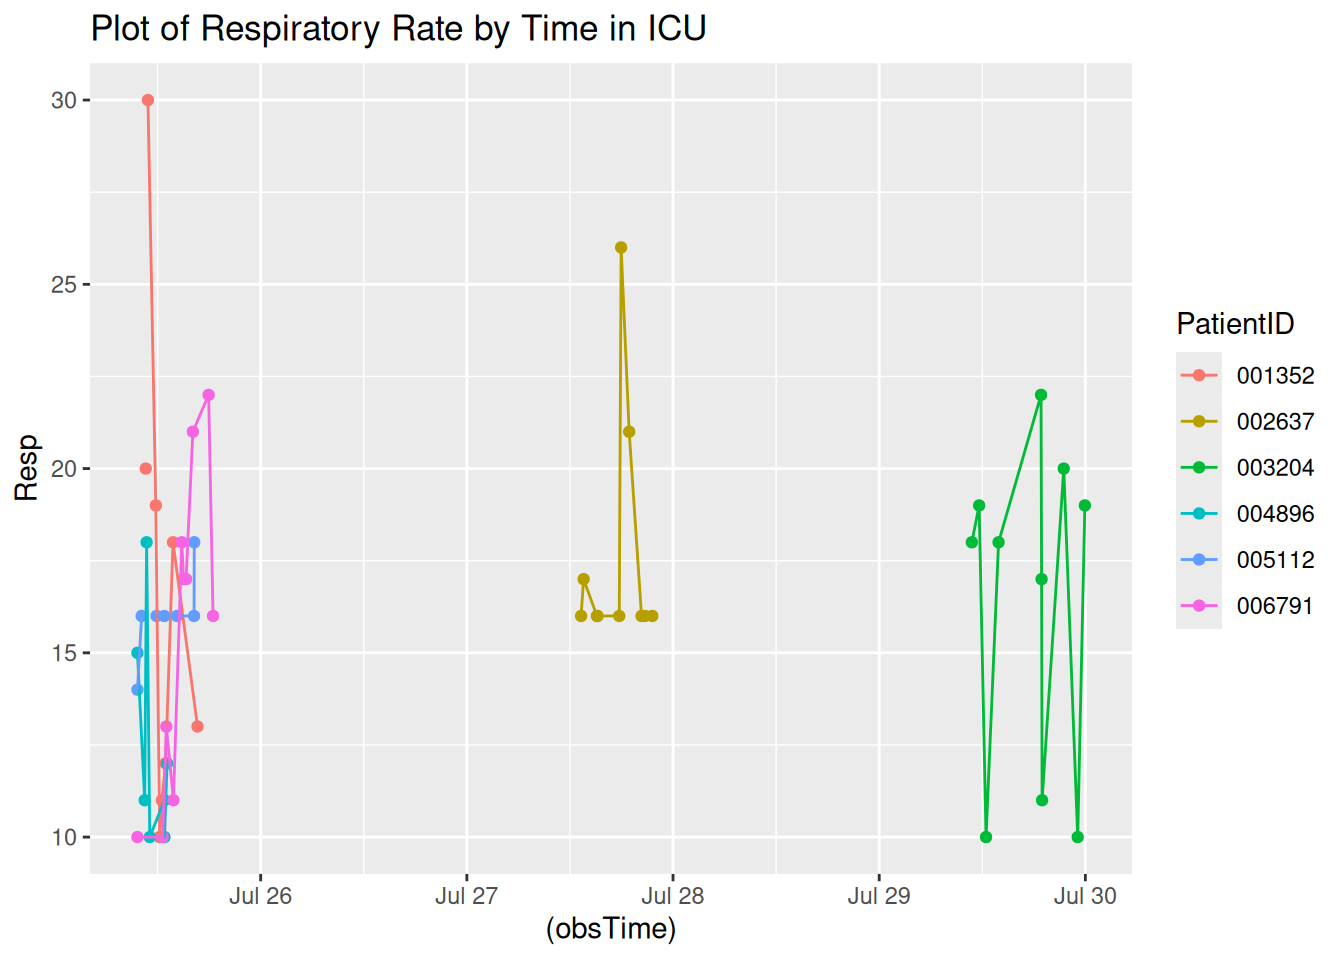 Plot of Respiratory Rate by Time in ICU
30
25
20
15
10
Resp
Jul 26
Jul 27
Jul 28
Jul 29
Jul 30
(obsTime)
PatientID
001352
002637
003204
004896
005112
006791